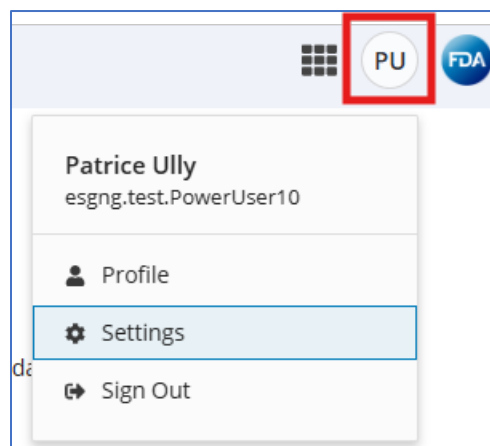 PU
FDA
Patrice Ully
esgng.test.PowerUser10
Profile
Settings
da
Sign Out